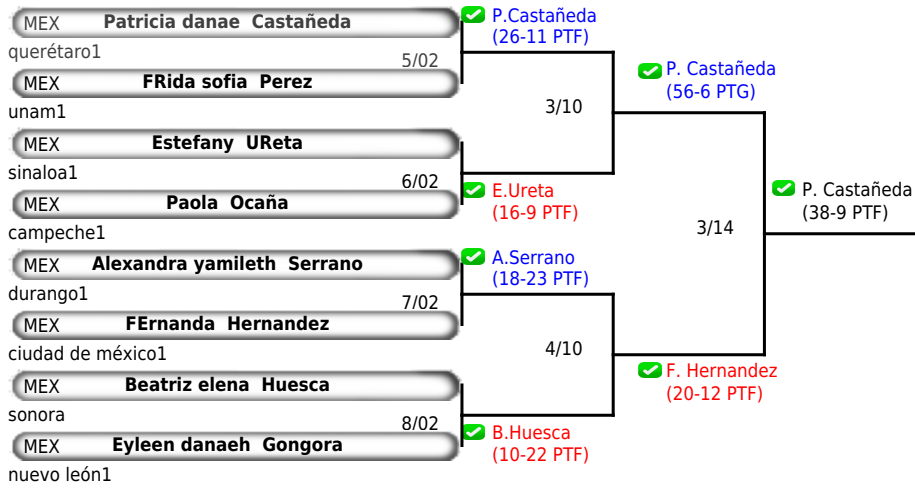 MEX Patricia danae Castañeda
querétaro1
5/02
MEX FRida sofia Perez
unam1
MEX Estefany UReta
sinaloa1
6/02
MEX Paola Ocaña
campeche1
MEX Alexandra yamileth Serrano
durango1
7/02
MEX FErnanda Hernandez
ciudad de méxico1
MEX Beatriz elena Huesca
sonora
8/02
MEX Eyleen danaeh Gongora
nuevo león1
P.Castañeda
(26-11 PTF)
3/10
E.Ureta
(16-9 PTF)
A.Serrano
(18-23 PTF)
4/10
B.Huesca
(10-22 PTF)
P. Castañeda
(56-6 PTG)
3/14
F. Hernandez
(20-12 PTF)
P. Castañeda
(38-9 PTF)